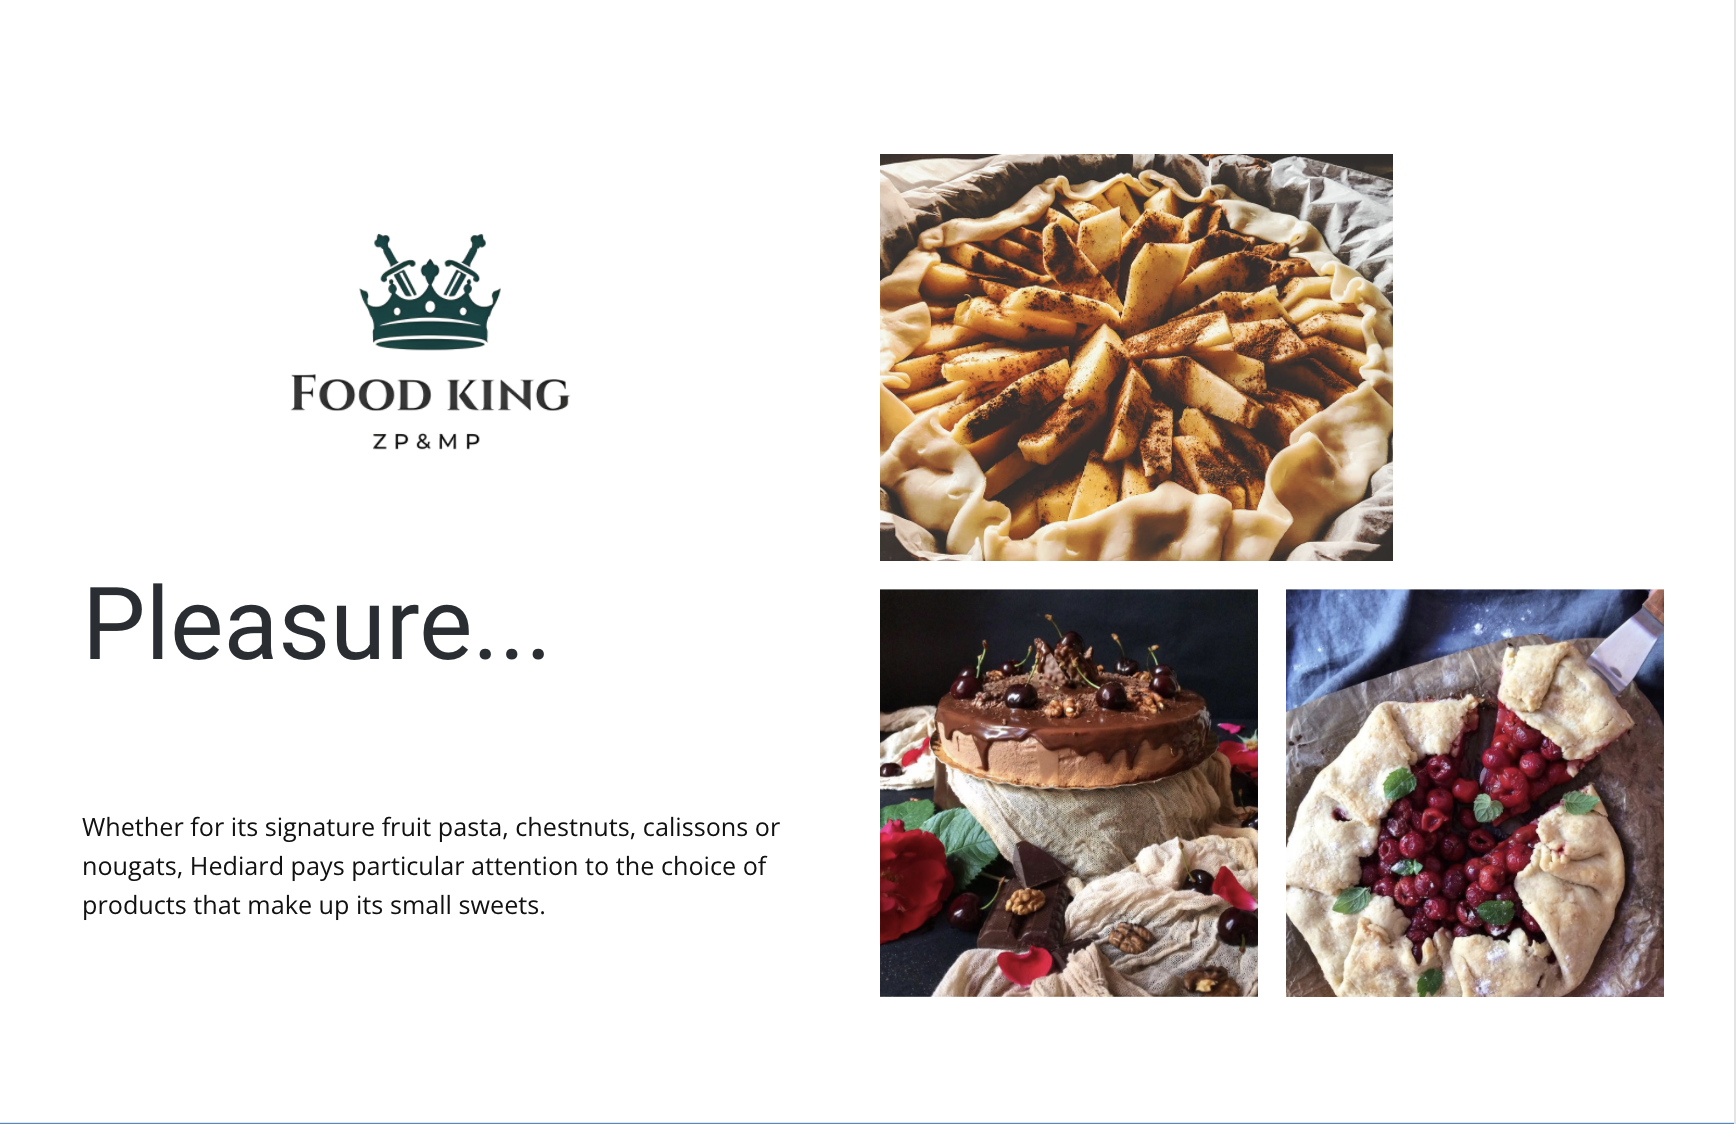 FOOD KING
ZP&MP
Pleasure...
Whether for its signature fruit pasta, chestnuts, calissons or
nougats, Hediard pays particular attention to the choice of
products that make up its small sweets.